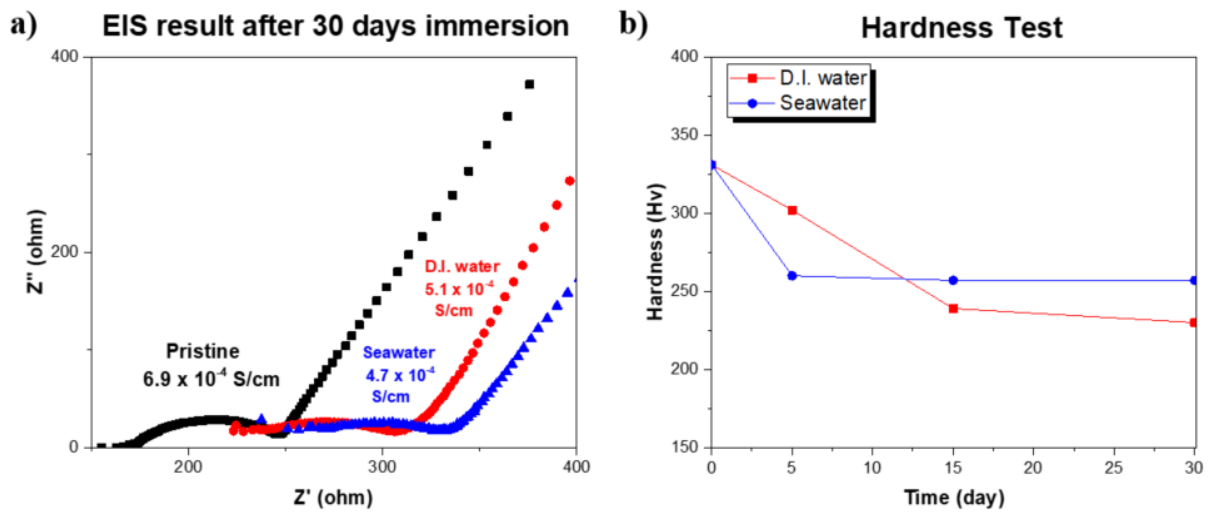 a) EIS result after 30 days immersion
400
200
0
Z'' (ohm)
Pristine
6.9 x 10⁻⁴ S/cm
D.I. water
5.1 x 10⁻⁴
S/cm
Seawater
4.7 x 10⁻⁴
S/cm
200
300
400
Z' (ohm)
b) Hardness Test
D.I. water
Seawater
400
350
300
250
200
150
Hardness (Hv)
0
5
10
15
20
25
30
Time (day)